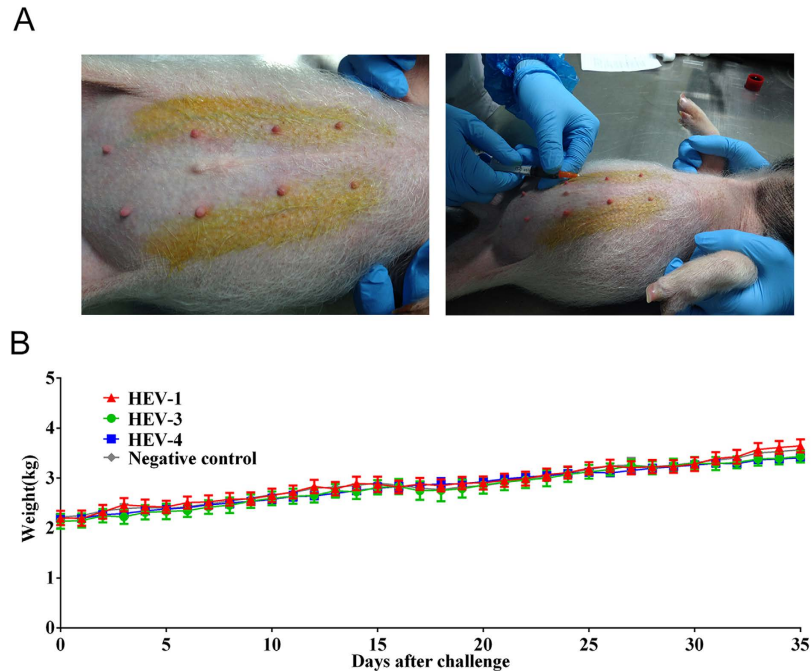 A
B
5
4
3
2
1
0
Weight(kg)
HEV-1
HEV-3
HEV-4
Negative control
0 5 10 15 20 25 30 35
Days after challenge